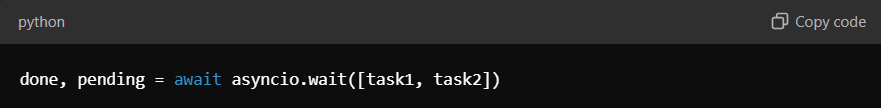 python
Copy code
done, pending = await asyncio.wait([task1, task2])